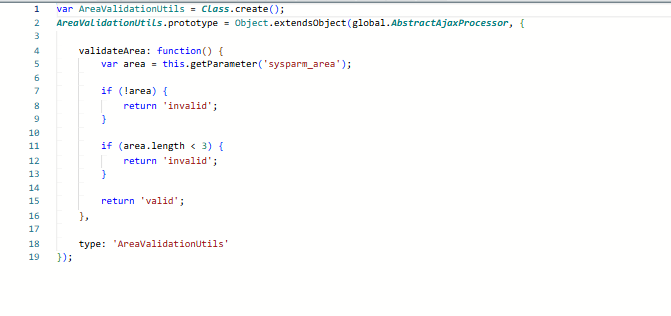 1 var AreaValidationUtils = Class.create();
2 AreaValidationUtils.prototype = Object.extendsObject(global.AbstractAjaxProcessor, {
3
4 validateArea: function() {
5 var area = this.getParameter('sysparm_area');
6
7 if (!area) {
8 return 'invalid';
9 }
10
11 if (area.length < 3) {
12 return 'invalid';
13 }
14
15 return 'valid';
16 },
17
18 type: 'AreaValidationUtils'
19 });